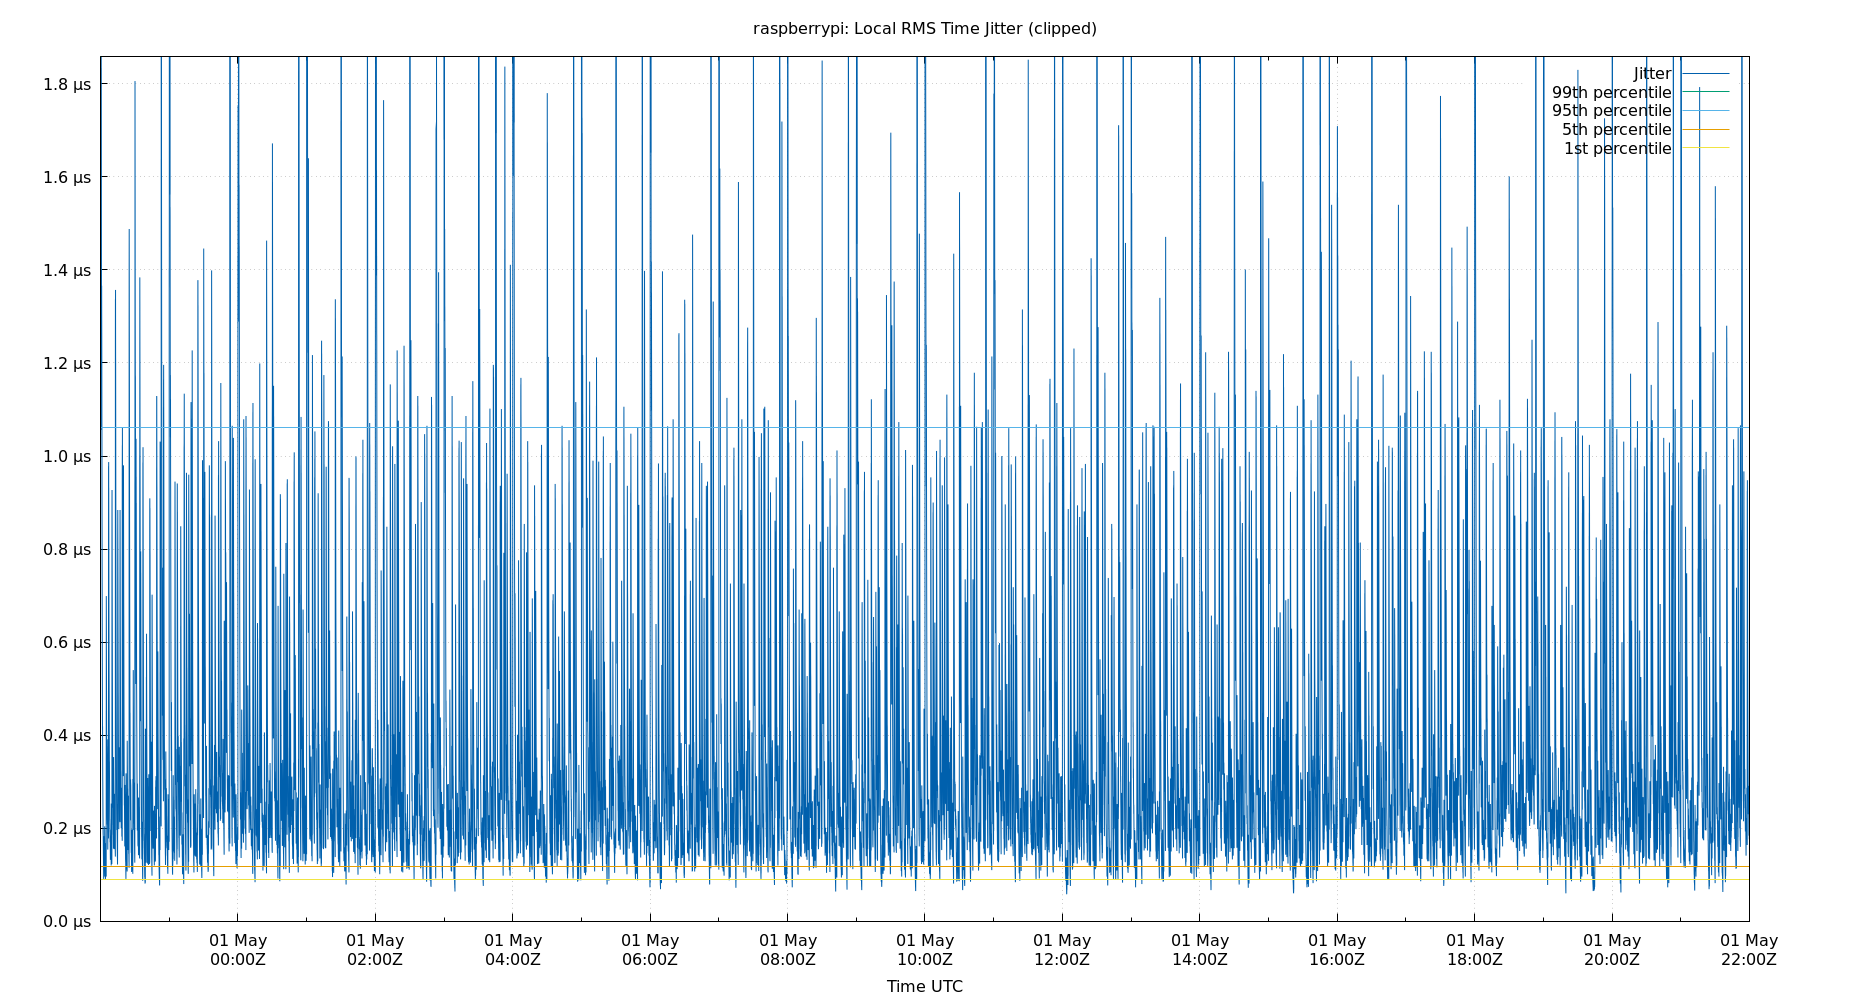 raspberrypi: Local RMS Time Jitter (clipped)
1.8 µs
1.6 µs
1.4 µs
1.2 µs
1.0 µs
0.8 µs
0.6 µs
0.4 µs
0.2 µs
0.0 µs
Jitter
99th percentile
95th percentile
5th percentile
1st percentile
01 May 01 May 01 May 01 May 01 May 01 May 01 May 01 May 01 May 01 May 01 May 01 May
00:00Z 02:00Z 04:00Z 06:00Z 08:00Z 10:00Z 12:00Z 14:00Z 16:00Z 18:00Z 20:00Z 22:00Z
Time UTC